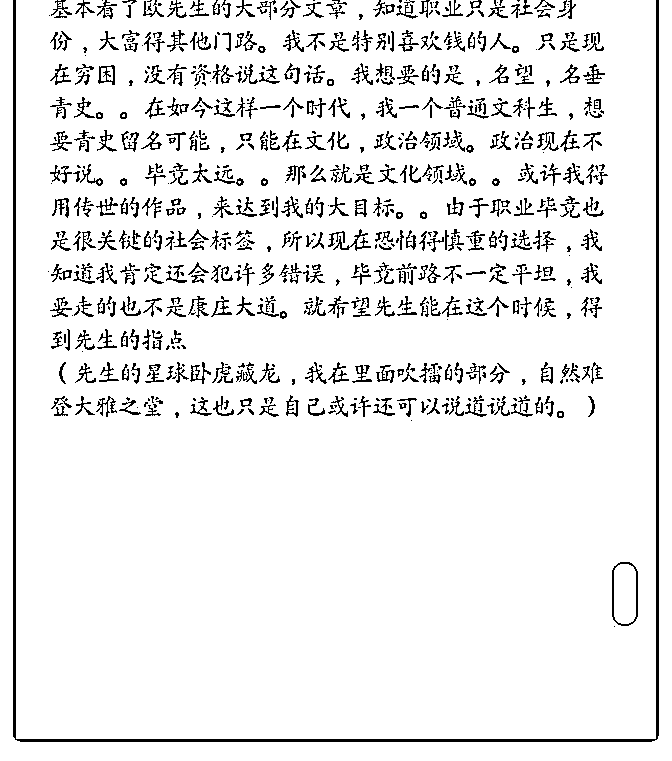 基本看了欧先生的大部分文章，知道职业只是社会身
份，大富得其他门路。我不是特别喜欢钱的人。只是现
在穷困，没有资格说这句话。我想要的是，名望，名垂
青史。。在如今这样一个时代，我一个普通文科生，想
要青史留名可能，只能在文化，政治领域。政治现在不
好说。。毕竞太远。。那么就是文化领域。。或许我得
用传世的作品，来达到我的大目标。。由于职业毕竞也
是很关键的社会标签，所以现在恐怕得慎重的选择，我
知道我肯定还会犯许多错误，毕竞前路不一定平坦，我
要走的也不是康庄大道。就希望先生能在这个时候，得
到先生的指点
（先生的星球卧虎藏龙，我在里面吹擂的部分，自然难
登大雅之堂，这也只是自己或许还可以说道说道的。）